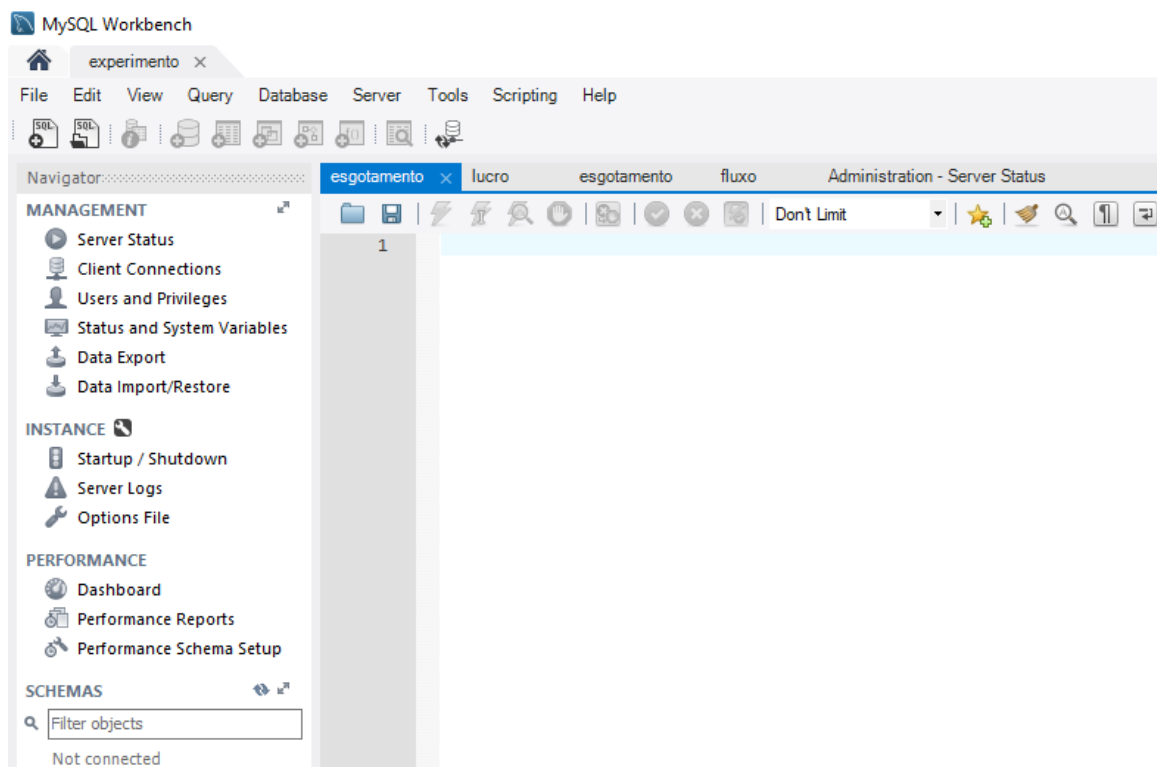 MySQL Workbench
experimento
File Edit View Query Database Server Tools Scripting Help
SQL SQL
Navigator
esgotamento lucro esgotamento fluxo Administration - Server Status
MANAGEMENT
Don't Limit
Server Status
1
Client Connections
Users and Privileges
Status and System Variables
Data Export
Data Import/Restore
INSTANCE
Startup / Shutdown
Server Logs
Options File
PERFORMANCE
Dashboard
Performance Reports
Performance Schema Setup
SCHEMAS
Filter objects
Not connected